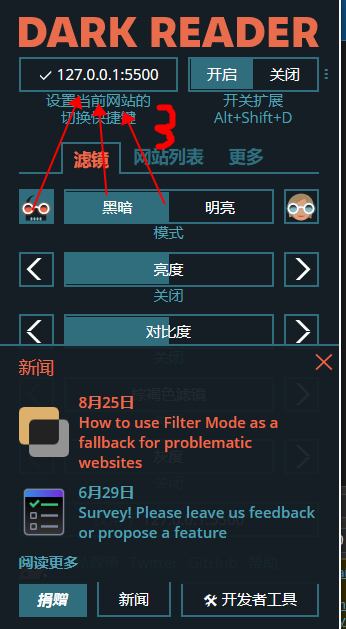 DARK READER
127.0.0.1:5500
开启 关闭
设置当前网站的
切换快捷键
开关扩展
Alt+Shift+D
3
滤镜 网站列表 更多
黑暗 明亮
模式
亮度
关闭
对比度
关闭
新闻
8月25日
How to use Filter Mode as a
fallback for problematic
websites
6月29日
Survey! Please leave us feedback
or propose a feature
阅读更多
Twitter GitHub 帮助
捐赠 新闻 开发者工具